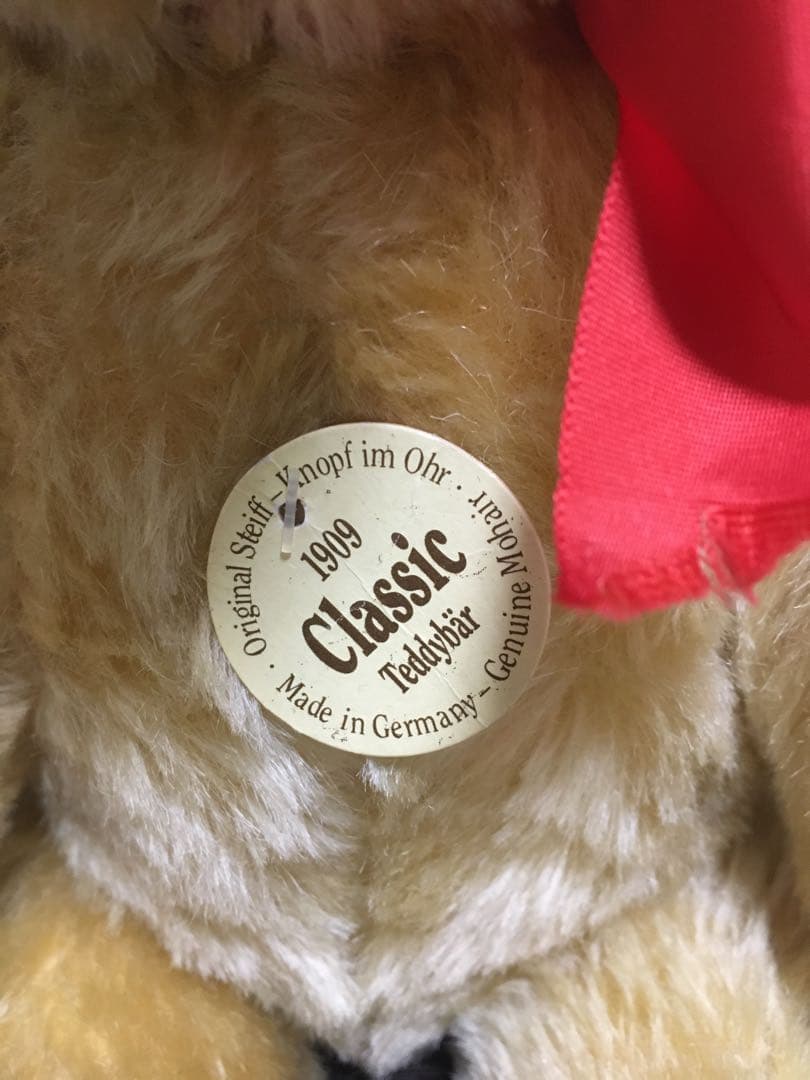 Original Steiff - Knopf im Ohr ·
1909
Classic
Teddybär
· Made in Germany - Genuine Mohair